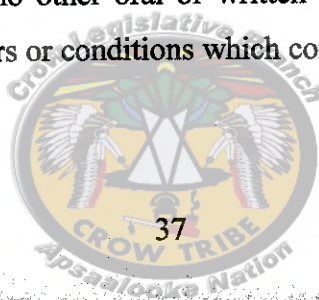 no other oral or written
rs or conditions which co
Crow Legislative Branch
37
CROW TRIBE
Apsaalooke Nation